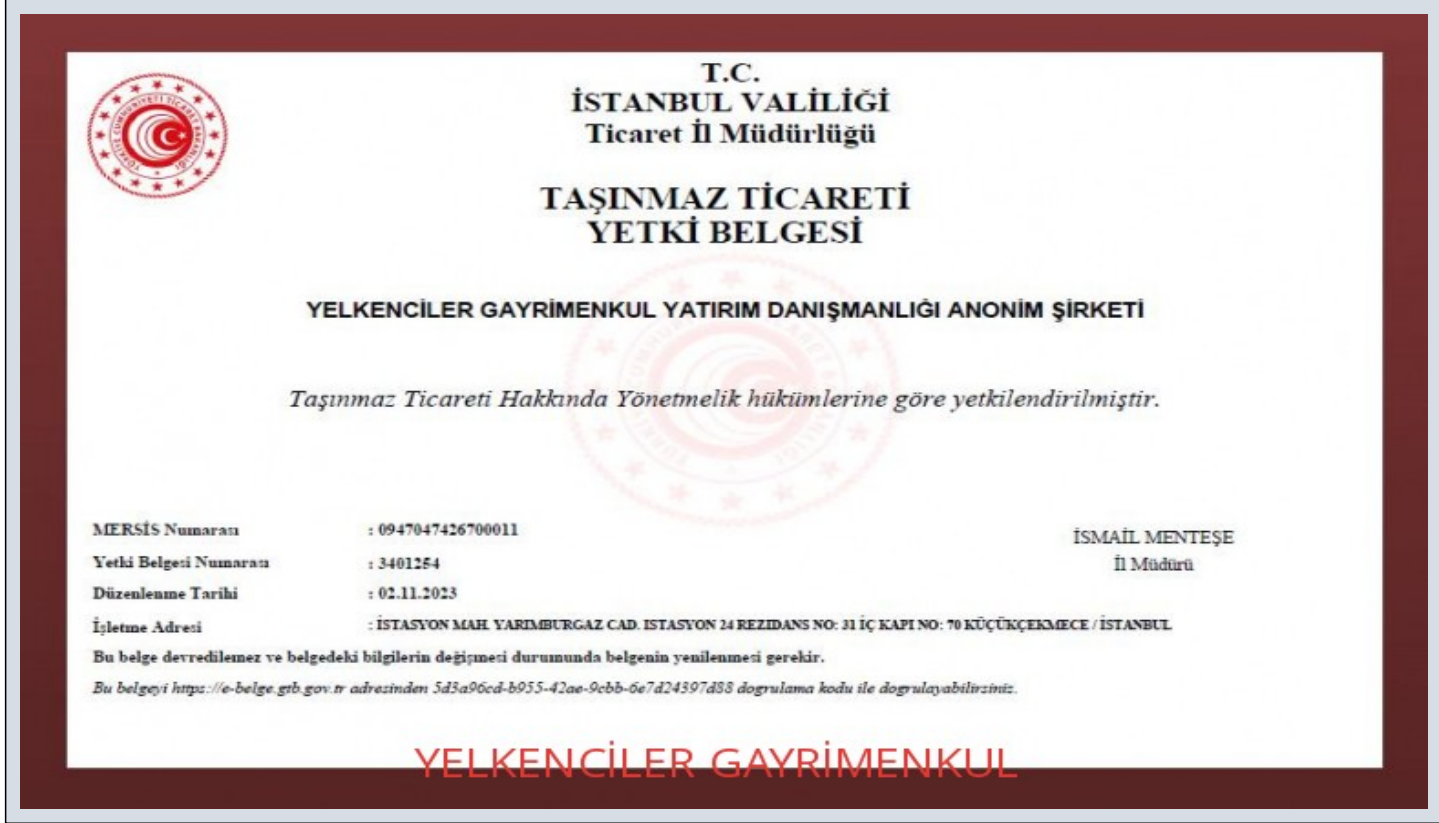 T.C.
İSTANBUL VALİLİĞİ
Ticaret İl Müdürlüğü
TAŞINMAZ TİCARETİ
YETKİ BELGESİ
YELKENCİLER GAYRİMENKUL YATIRIM DANIŞMANLIĞI ANONİM ŞİRKETİ
Taşınmaz Ticareti Hakkında Yönetmelik hükümlerine göre yetkilendirilmiştir.
MERSİS Numarası : 0947047426700011
İSMAİL MENTEŞE
Yetki Belgesi Numarası : 3401254
İl Müdürü
Düzenlenme Tarihi : 02.11.2023
İşletme Adresi : İSTASYON MAH. YARIMBURGAZ CAD. ISTASYON 24 REZIDANS NO: 31 İÇ KAPI NO: 70 KÜÇÜKÇEKMECE / İSTANBUL
Bu belge devredilemez ve belgedeki bilgilerin değişmesi durumunda belgenin yenilenmesi gerekir.
Bu belgeyi https://e-belge.gtb.gov.tr adresinden 5d3a96cd-b955-42ae-9cbb-6e7d24397d88 dogrulama kodu ile dogrulayabilirsiniz.
YELKENCİLER GAYRİMENKUL